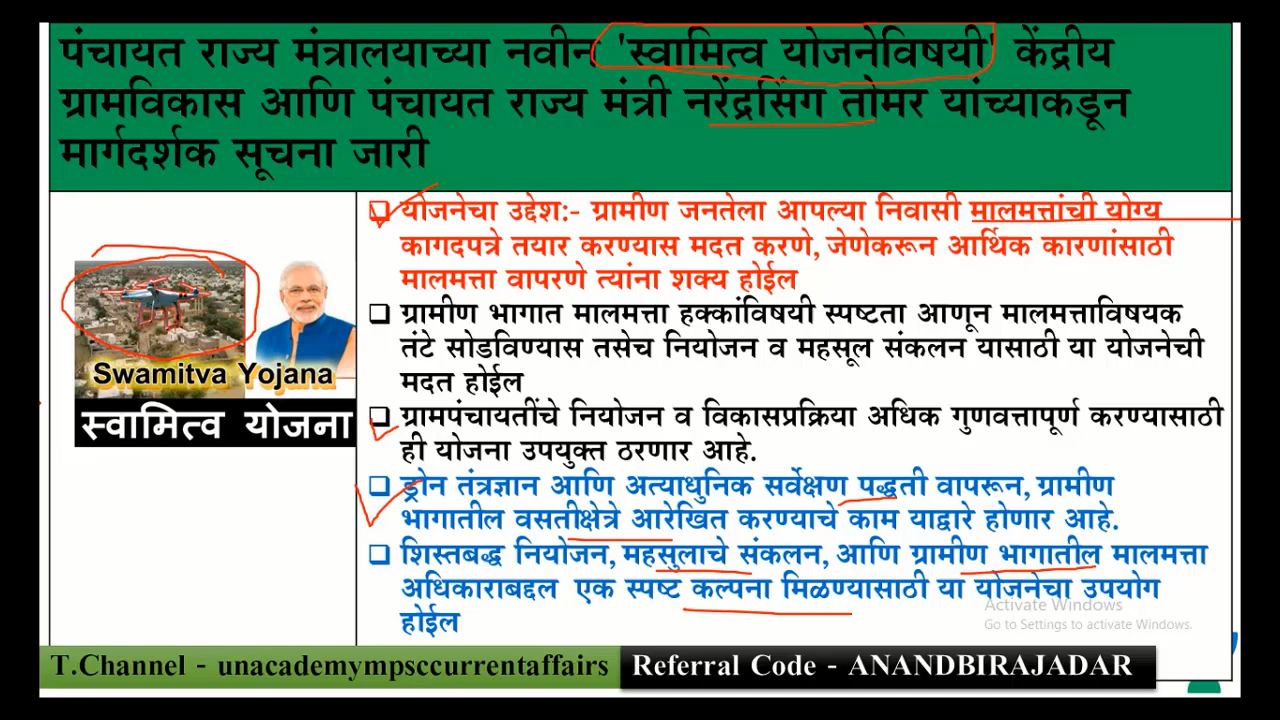 पंचायत राज्य मंत्रालयाच्या नवीन 'स्वामित्व योजनेविषयी' केंद्रीय
ग्रामविकास आणि पंचायत राज्य मंत्री नरेंद्रसिंग तोमर यांच्याकडून
मार्गदर्शक सूचना जारी
Swamitva Yojana
स्वामित्व योजना
योजनेचा उद्देश:- ग्रामीण जनतेला आपल्या निवासी मालमत्तांची योग्य
कागदपत्रे तयार करण्यास मदत करणे, जेणेकरून आर्थिक कारणांसाठी
मालमत्ता वापरणे त्यांना शक्य होईल
ग्रामीण भागात मालमत्ता हक्कांविषयी स्पष्टता आणून मालमत्ताविषयक
तंटे सोडविण्यास तसेच नियोजन व महसूल संकलन यासाठी या योजनेची
मदत होईल
ग्रामपंचायतींचे नियोजन व विकासप्रक्रिया अधिक गुणवत्तापूर्ण करण्यासाठी
ही योजना उपयुक्त ठरणार आहे.
ड्रोन तंत्रज्ञान आणि अत्याधुनिक सर्वेक्षण पद्धती वापरून, ग्रामीण
भागातील वसतीक्षेत्रे आरेखित करण्याचे काम याद्वारे होणार आहे.
शिस्तबद्ध नियोजन, महसुलाचे संकलन, आणि ग्रामीण भागातील मालमत्ता
अधिकाराबद्दल एक स्पष्ट कल्पना मिळण्यासाठी या योजनेचा उपयोग
होईल
Activate Windows
Go to Settings to activate Windows.
T.Channel - unacademympsccurrentaffairs
Referral Code - ANANDBIRAJADAR